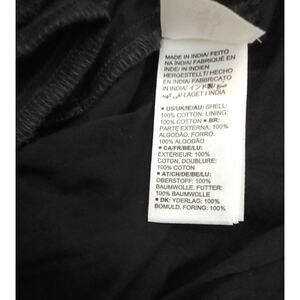 MADE IN INDIA/ FEITO
NA ÍNDIA/ FABRIQUÉ EN
INDE/ IN INDIEN
HERGESTELLT/ HECHO
EN INDIA/ FABBRICATO
IN INDIA/ イン
LAGET I INDIA
★ US/UK/IE/AU: SHELL:
100% COTTON. LINING:
100% COTTON ★ BR:
PARTE EXTERNA: 100%
ALGODÃO. FORRO:
100% ALGODÃO
★ CA/FR/BE/LU:
EXTÉRIEUR: 100%
COTON, DOUBLURE:
100% COTON
★ AT/CH/DE/BE/LU:
OBERSTOFF: 100%
BAUMWOLLE. FUTTER:
100% BAUMWOLLE
★ DK: YDERLAG: 100%
BOMULD. FORING: 100%